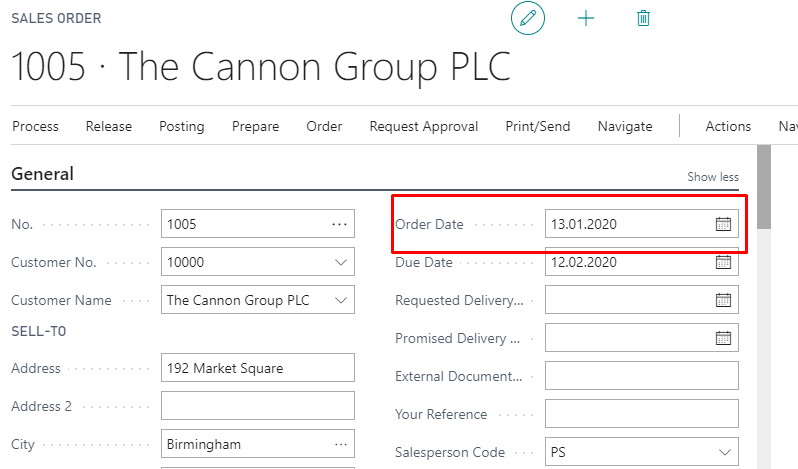 SALES ORDER
1005 · The Cannon Group PLC
Process Release Posting Prepare Order Request Approval Print/Send Navigate Actions Nav
General Show less
No. 1005
Customer No. 10000
Customer Name The Cannon Group PLC
SELL-TO
Address 192 Market Square
Address 2
City Birmingham
Order Date 13.01.2020
Due Date 12.02.2020
Requested Delivery...
Promised Delivery ...
External Document...
Your Reference
Salesperson Code PS